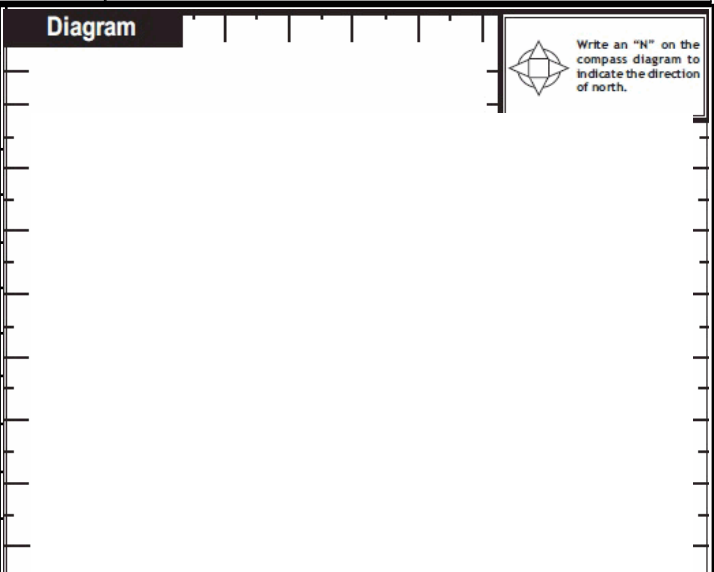 Diagram
Write an “N” on the
compass diagram to
indicate the direction
of north.